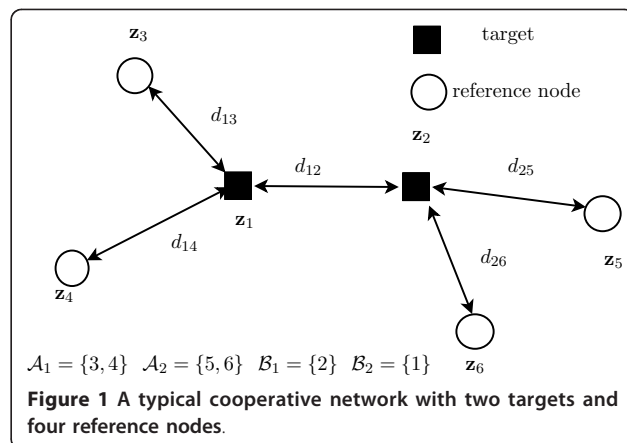 z₃
target
reference node
z₂
d₁₃
d₁₂
d₂₅
z₁
d₁₄
d₂₆
z₅
z₄
z₆
𝒜₁ = {3, 4} 𝒜₂ = {5, 6} ℬ₁ = {2} ℬ₂ = {1}
Figure 1 A typical cooperative network with two targets and
four reference nodes.